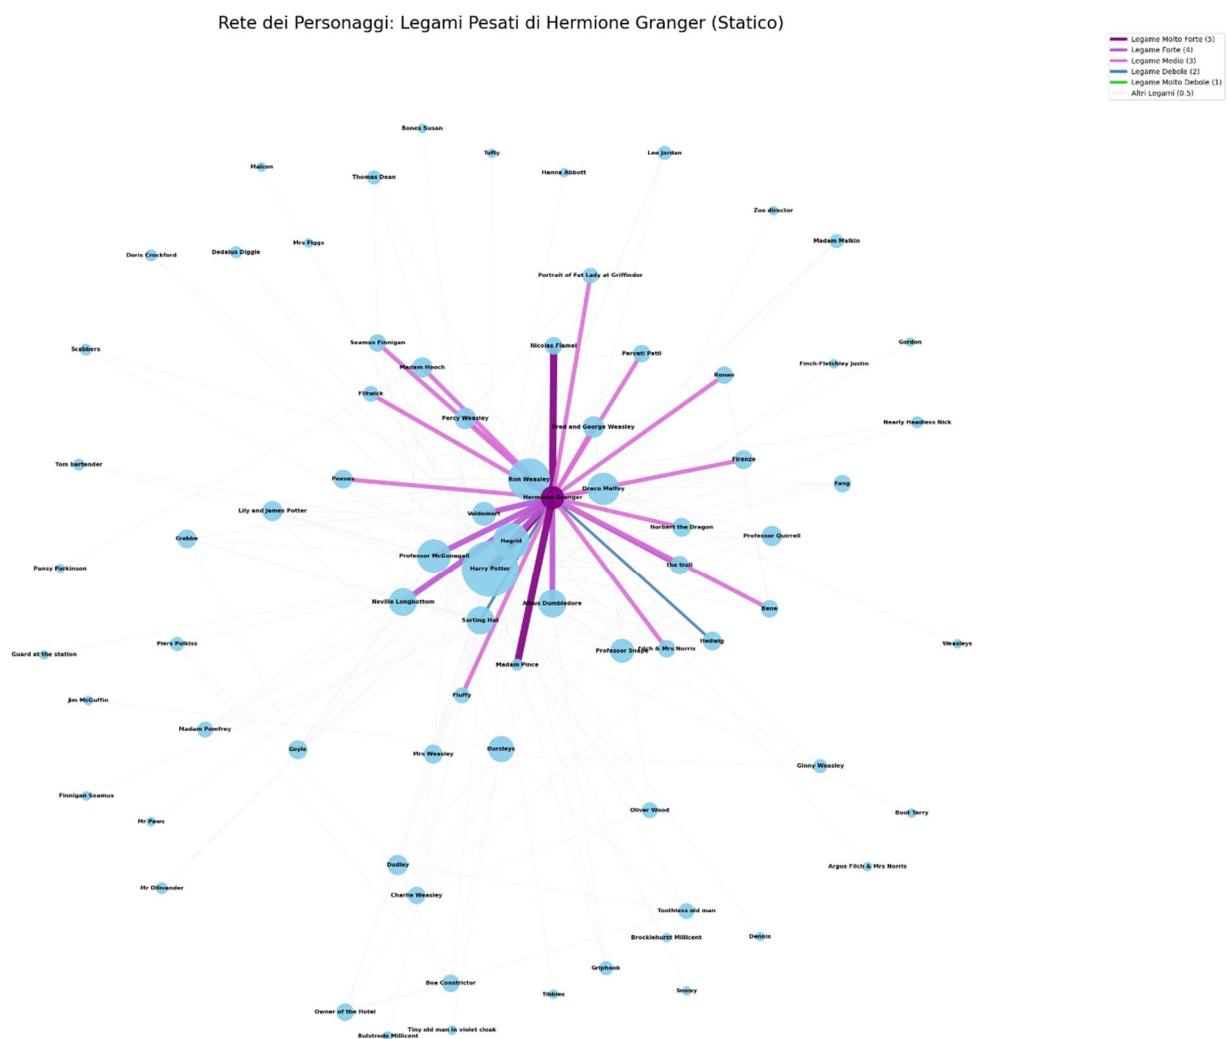 Rete dei Personaggi: Legami Pesati di Hermione Granger (Statico)
Legame Molto Forte (5)
Legame Forte (4)
Legame Medio (3)
Legame Debole (2)
Legame Molto Debole (1)
Altri Legami (0.5)
Bones Susan
Tufty
Lee Jordan
Malcon
Hanna Abbott
Thomas Dean
Zoo director
Madam Malkin
Mrs Figgs
Dedalus Diggle
Doris Crockford
Portrait of Fat Lady at Griffindor
Seamus Finnigan
Nicolas Flamel
Gordon
Scabbers
Parvati Patil
Finch-Fletchley Justin
Madam Hooch
Ronan
Flitwick
Percy Weasley
Nearly Headless Nick
Fred and George Weasley
Firenze
Tom bartender
Peeves
Ron Weasley
Fang
Draco Malfoy
Hermione Granger
Lily and James Potter
Voldemort
Norbert the Dragon
Professor Quirrell
Crabbe
Hagrid
Professor McGonagall
the troll
Pansy Parkinson
Harry Potter
Neville Longbottom
Albus Dumbledore
Bane
Sorting Hat
Hedwig
Piers Polkiss
Weasleys
Professor Snape
Filch & Mrs Norris
Guard at the station
Madam Pince
Fluffy
Jim McGuffin
Madam Pomfrey
Goyle
Mrs Weasley
Dursleys
Ginny Weasley
Finnigan Seamus
Oliver Wood
Boot Terry
Mr Paws
Dudley
Argus Filch & Mrs Norris
Mr Ollivander
Charlie Weasley
Toothless old man
Brocklehurst Millicent
Dennis
Griphook
Boa Constrictor
Snowy
Tibbles
Owner of the Hotel
Tiny old man in violet cloak
Bulstrode Millicent